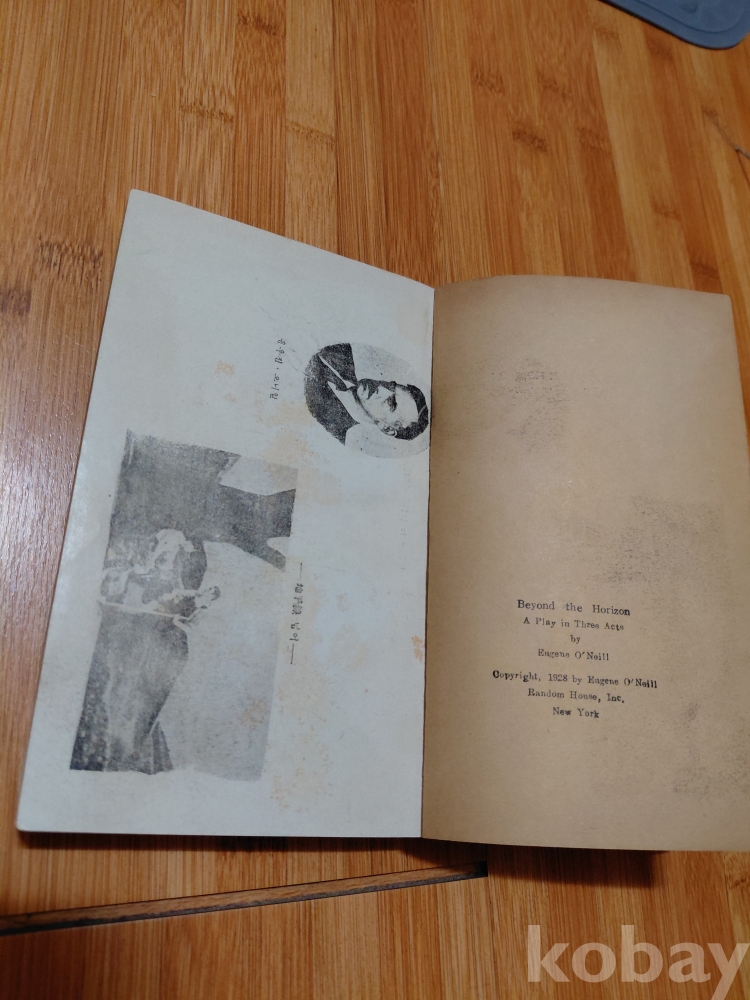 Beyond the Horizon
A Play in Three Acts
by
Eugene O'Neill
Copyright, 1928 by Eugene O'Neill
Random House, Inc.
New York
kobay